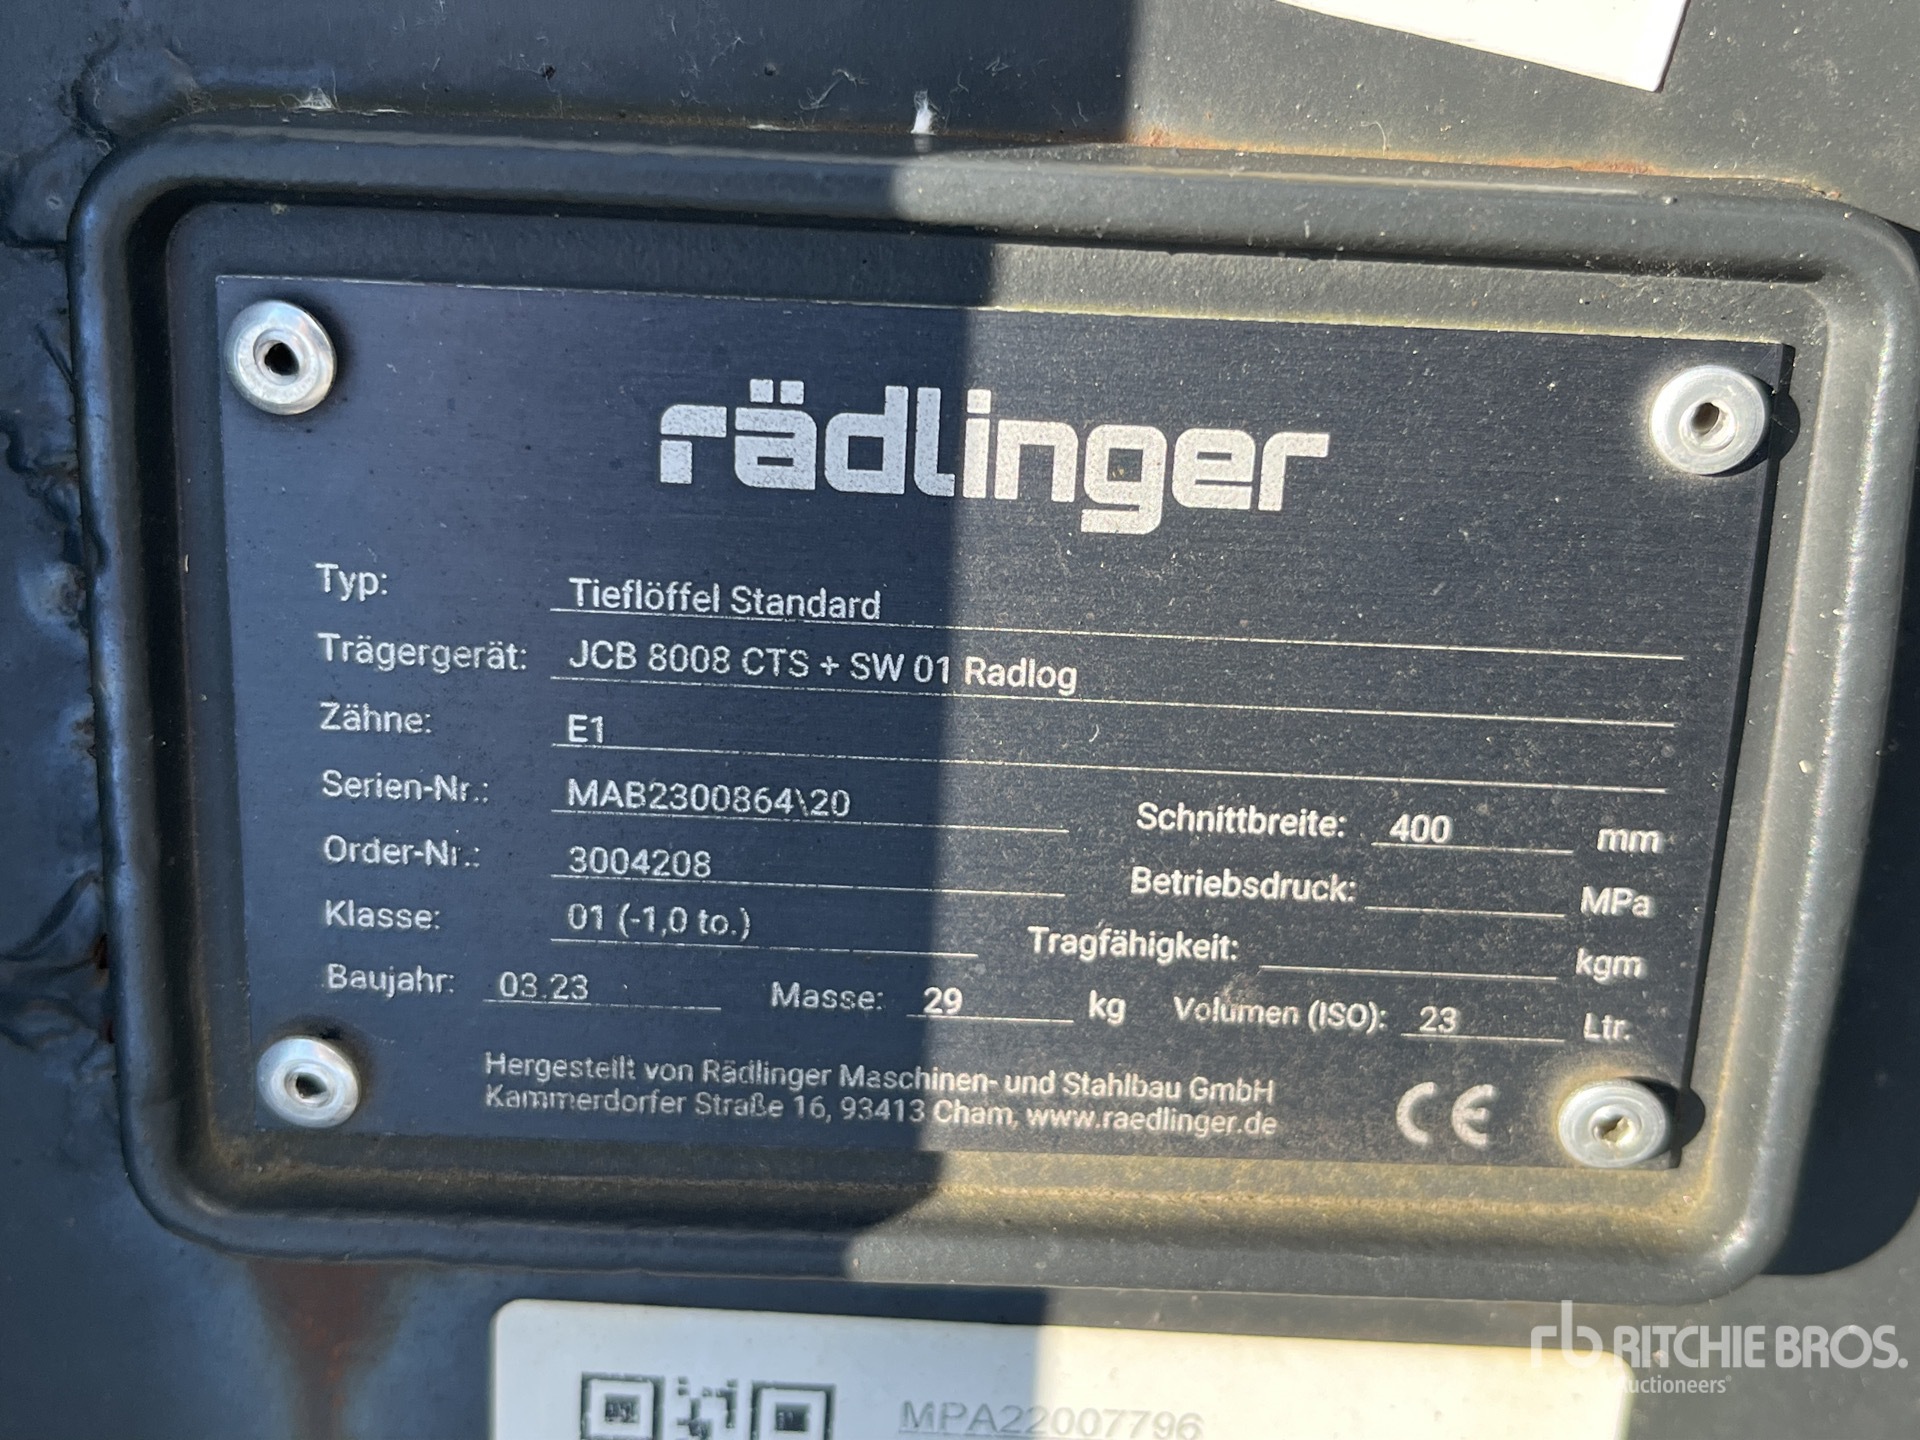 rädlinger
Typ: Tieflöffel Standard
Trägergerät: JCB 8008 CTS + SW 01 Radlog
Zähne: E1
Serien-Nr.: MAB2300864\20 Schnittbreite: 400 mm
Order-Nr.: 3004208 Betriebsdruck: MPa
Klasse: 01 (-1,0 to.) Tragfähigkeit: kgm
Baujahr: 03.23 Masse: 29 kg Volumen (ISO): 23 Ltr.
Hergestellt von Rädlinger Maschinen- und Stahlbau GmbH
Kammerdorfer Straße 16, 93413 Cham, www.raedlinger.de
CE
rb RITCHIE BROS.
Auctioneers
MPA22007796